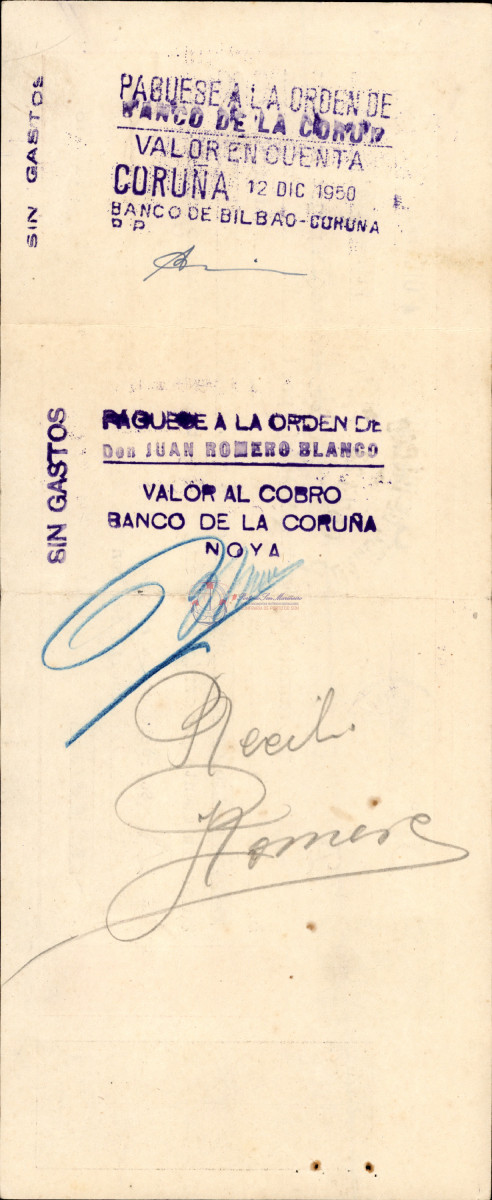 SIN GASTOS
PAGUESE A LA ORDEN DE
BANCO DE LA CORUÑ
VALOR EN CUENTA
CORUÑA 12 DIC 1950
BANCO DE BILBAO-CORUÑA
P P
SIN GASTOS
PAGUESE A LA ORDEN DE
Don JUAN ROMERO BLANCO
VALOR AL COBRO
BANCO DE LA CORUÑA
NOYA
Recibí
J Romero